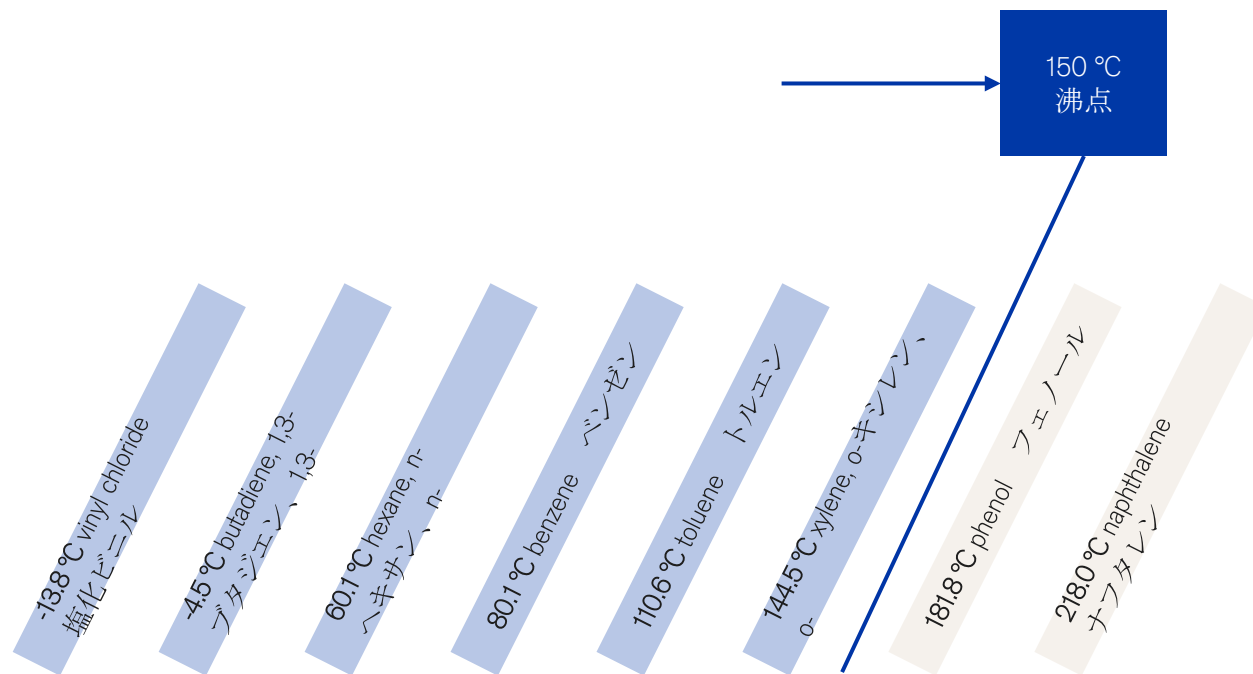 150 °C
沸点
-13.8 °C vinyl chloride
塩化ビニル
-4.5 °C butadiene, 1,3-
ブタジェン、 1,3-
60.1 °C hexane, n-
ヘキサン、n-
80.1 °C benzene ベンゼン
110.6 °C toluene トルエン
144.5 °C xylene, o-キシレン、
o-
181.8 °C phenol フェノール
218.0 °C naphthalene
ナフタレン